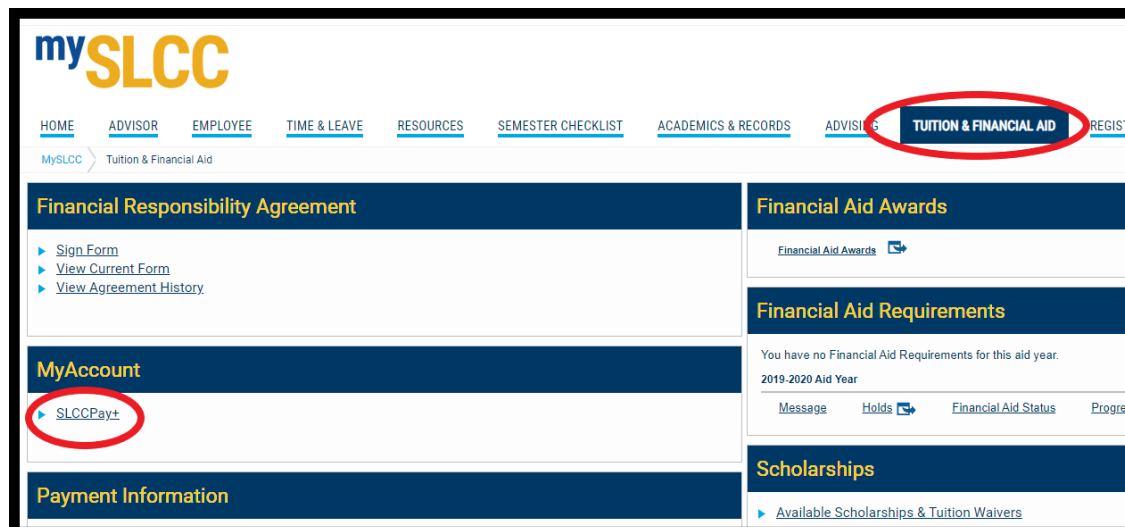 mySLCC
HOME ADVISOR EMPLOYEE TIME & LEAVE RESOURCES SEMESTER CHECKLIST ACADEMICS & RECORDS ADVISING TUITION & FINANCIAL AID REGIST
MySLCC Tuition & Financial Aid
Financial Responsibility Agreement
Sign Form
View Current Form
View Agreement History
MyAccount
SLCCPay+
Payment Information
Financial Aid Awards
Financial Aid Awards
Financial Aid Requirements
You have no Financial Aid Requirements for this aid year.
2019-2020 Aid Year
Message Holds Financial Aid Status Progre
Scholarships
Available Scholarships & Tuition Waivers